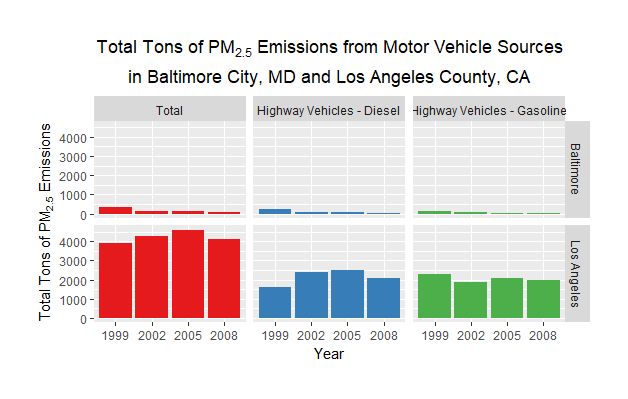 Total Tons of PM2.5 Emissions from Motor Vehicle Sources
in Baltimore City, MD and Los Angeles County, CA
Total
Highway Vehicles - Diesel
Highway Vehicles - Gasoline
4000
3000
2000
1000
0
Baltimore
4000
3000
2000
1000
0
Los Angeles
Total Tons of PM2.5 Emissions
1999 2002 2005 2008
1999 2002 2005 2008
1999 2002 2005 2008
Year